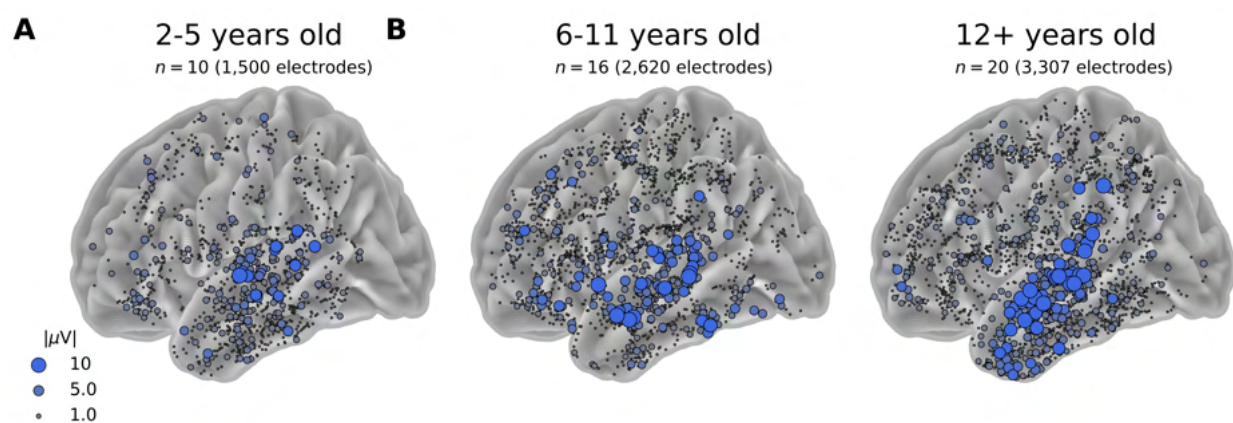 A
2-5 years old
n = 10 (1,500 electrodes)
B
6-11 years old
n = 16 (2,620 electrodes)
12+ years old
n = 20 (3,307 electrodes)
|μV|
10
5.0
1.0